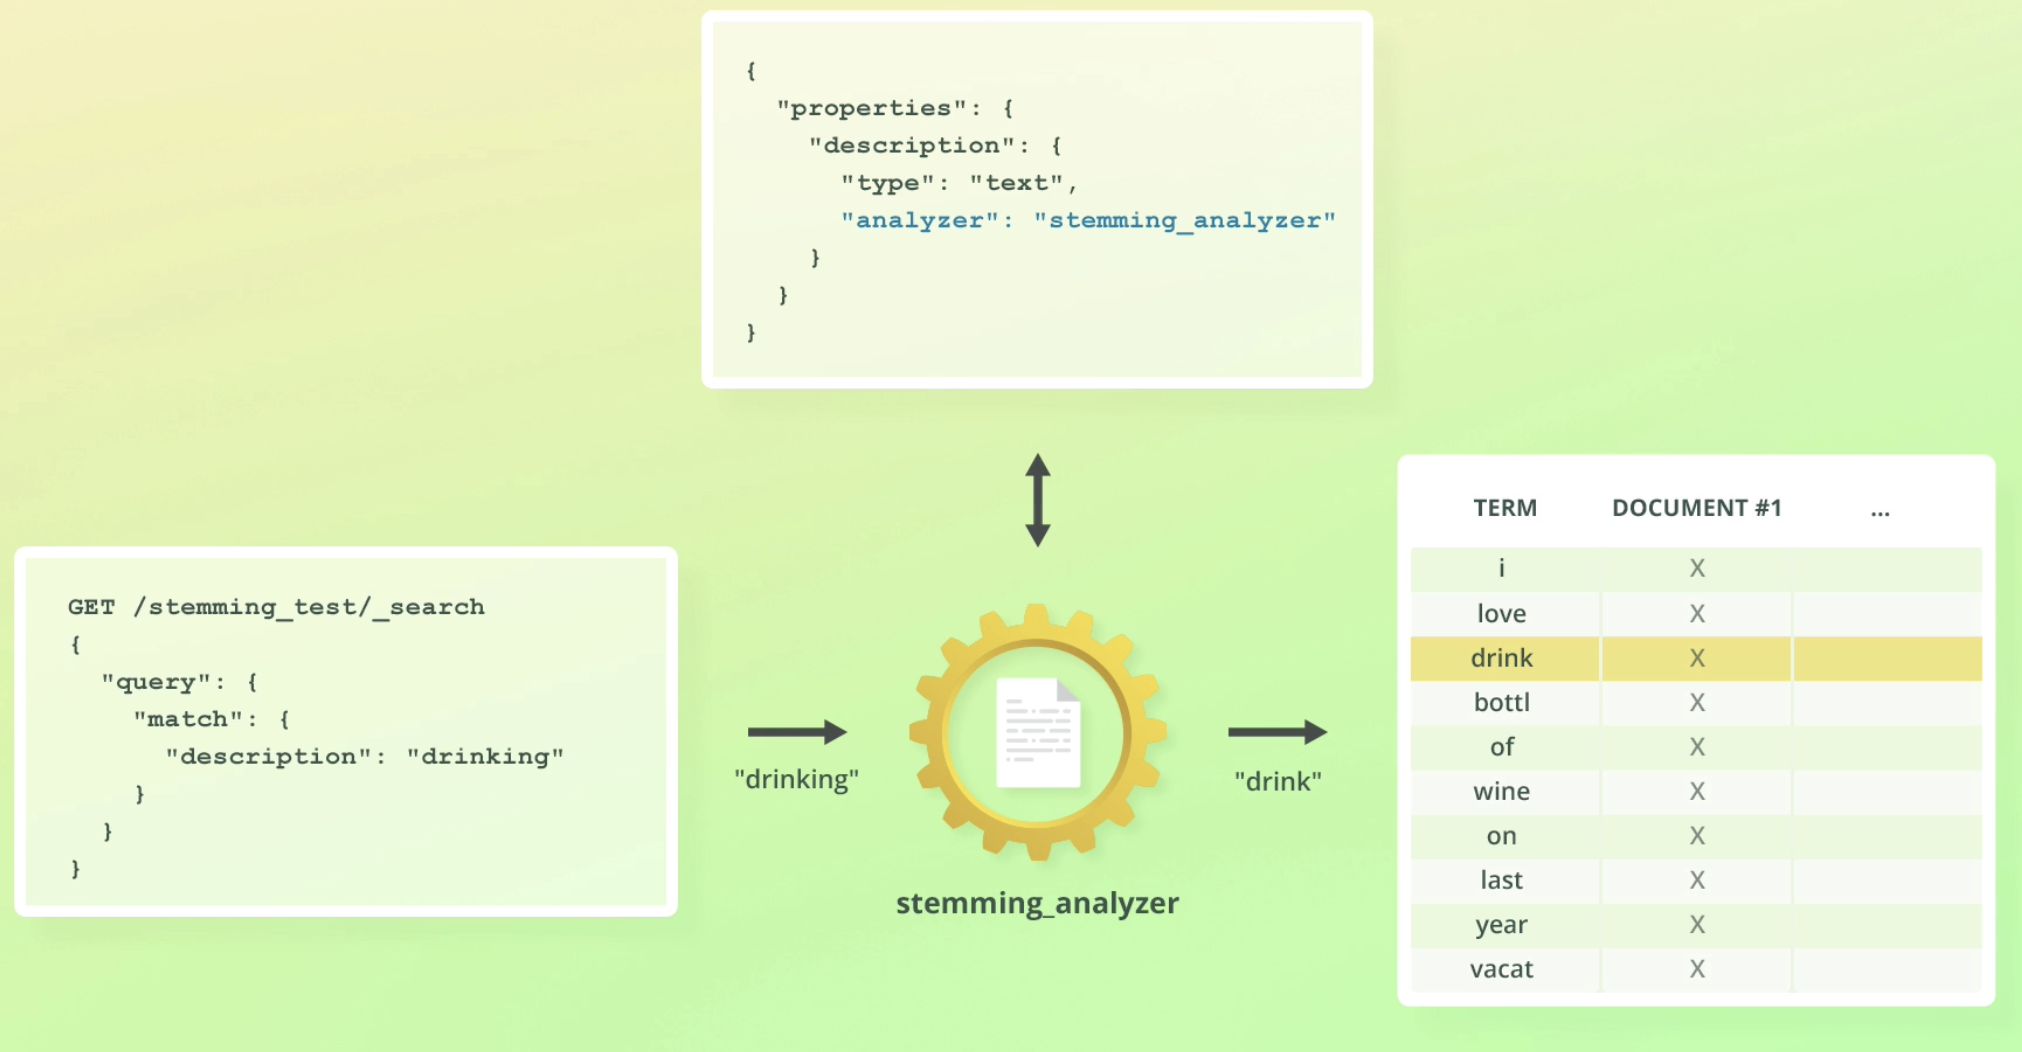 {
  "properties": {
    "description": {
      "type": "text",
      "analyzer": "stemming_analyzer"
    }
  }
}
GET /stemming_test/_search
{
  "query": {
    "match": {
      "description": "drinking"
    }
  }
}
"drinking"
stemming_analyzer
"drink"
TERM DOCUMENT #1 ...
i X
love X
drink X
bottl X
of X
wine X
on X
last X
year X
vacat X